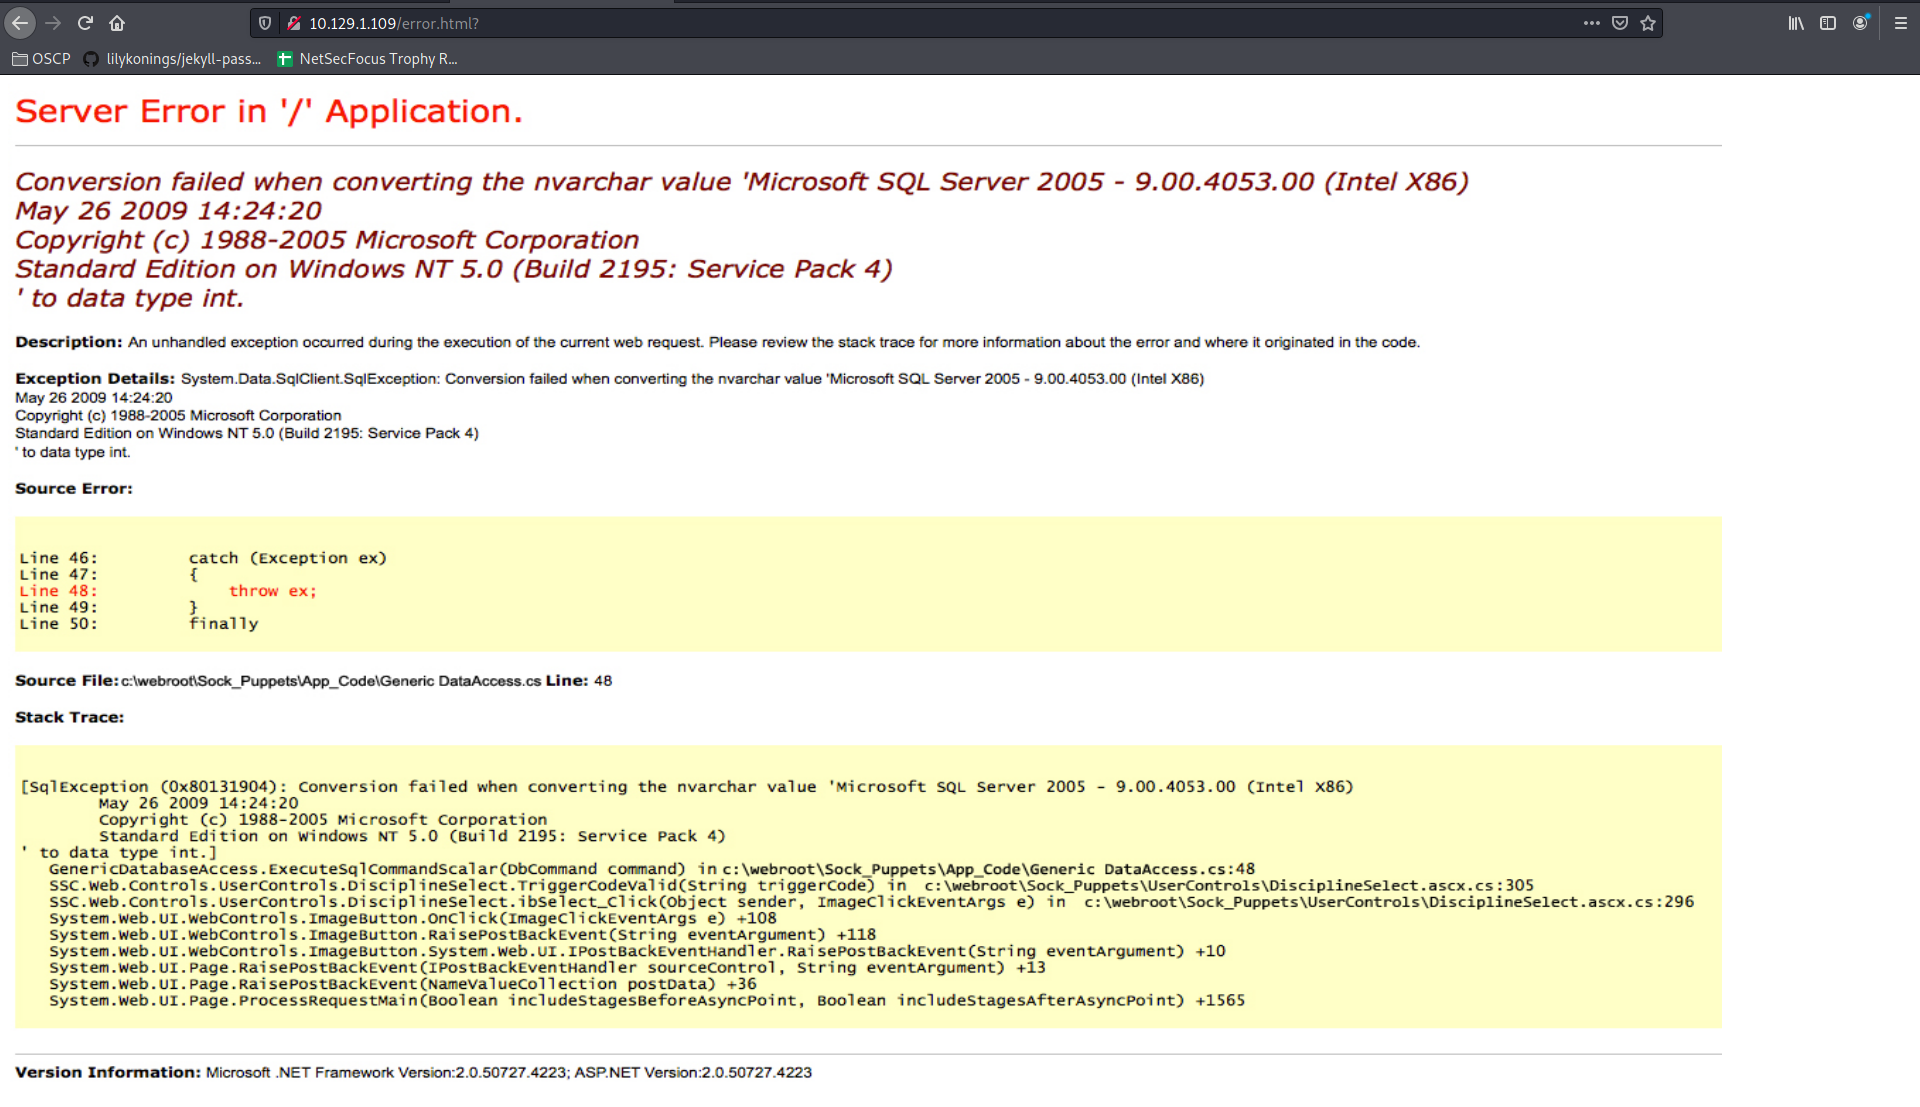 10.129.1.109/error.html?
OSCP
lilykonings/jekyll-pass...
NetSecFocus Trophy R...
Server Error in '/' Application.
Conversion failed when converting the nvarchar value 'Microsoft SQL Server 2005 - 9.00.4053.00 (Intel X86)
May 26 2009 14:24:20
Copyright (c) 1988-2005 Microsoft Corporation
Standard Edition on Windows NT 5.0 (Build 2195: Service Pack 4)
' to data type int.
Description: An unhandled exception occurred during the execution of the current web request. Please review the stack trace for more information about the error and where it originated in the code.
Exception Details: System.Data.SqlClient.SqlException: Conversion failed when converting the nvarchar value 'Microsoft SQL Server 2005 - 9.00.4053.00 (Intel X86)
May 26 2009 14:24:20
Copyright (c) 1988-2005 Microsoft Corporation
Standard Edition on Windows NT 5.0 (Build 2195: Service Pack 4)
' to data type int.
Source Error:
Line 46: catch (Exception ex)
Line 47: {
Line 48: throw ex;
Line 49: }
Line 50: finally
Source File: c:\webroot\Sock_Puppets\App_Code\Generic DataAccess.cs Line: 48
Stack Trace:
[SqlException (0x80131904): Conversion failed when converting the nvarchar value 'Microsoft SQL Server 2005 - 9.00.4053.00 (Intel X86)
May 26 2009 14:24:20
Copyright (c) 1988-2005 Microsoft Corporation
Standard Edition on Windows NT 5.0 (Build 2195: Service Pack 4)
' to data type int.]
GenericDatabaseAccess.ExecuteSqlCommandScalar(DbCommand command) in c:\webroot\Sock_Puppets\App_Code\Generic DataAccess.cs:48
SSC.Web.Controls.UserControls.DisciplineSelect.TriggerCodeValid(String triggerCode) in c:\webroot\Sock_Puppets\UserControls\DisciplineSelect.ascx.cs:305
SSC.Web.Controls.UserControls.DisciplineSelect.ibSelect_Click(Object sender, ImageClickEventArgs e) in c:\webroot\Sock_Puppets\UserControls\DisciplineSelect.ascx.cs:296
System.Web.UI.WebControls.ImageButton.OnClick(ImageClickEventArgs e) +108
System.Web.UI.WebControls.ImageButton.RaisePostBackEvent(String eventArgument) +118
System.Web.UI.WebControls.ImageButton.System.Web.UI.IPostBackEventHandler.RaisePostBackEvent(String eventArgument) +10
System.Web.UI.Page.RaisePostBackEvent(IPostBackEventHandler sourceControl, String eventArgument) +13
System.Web.UI.Page.RaisePostBackEvent(NameValueCollection postData) +36
System.Web.UI.Page.ProcessRequestMain(Boolean includeStagesBeforeAsyncPoint, Boolean includeStagesAfterAsyncPoint) +1565
Version Information: Microsoft .NET Framework Version:2.0.50727.4223; ASP.NET Version:2.0.50727.4223